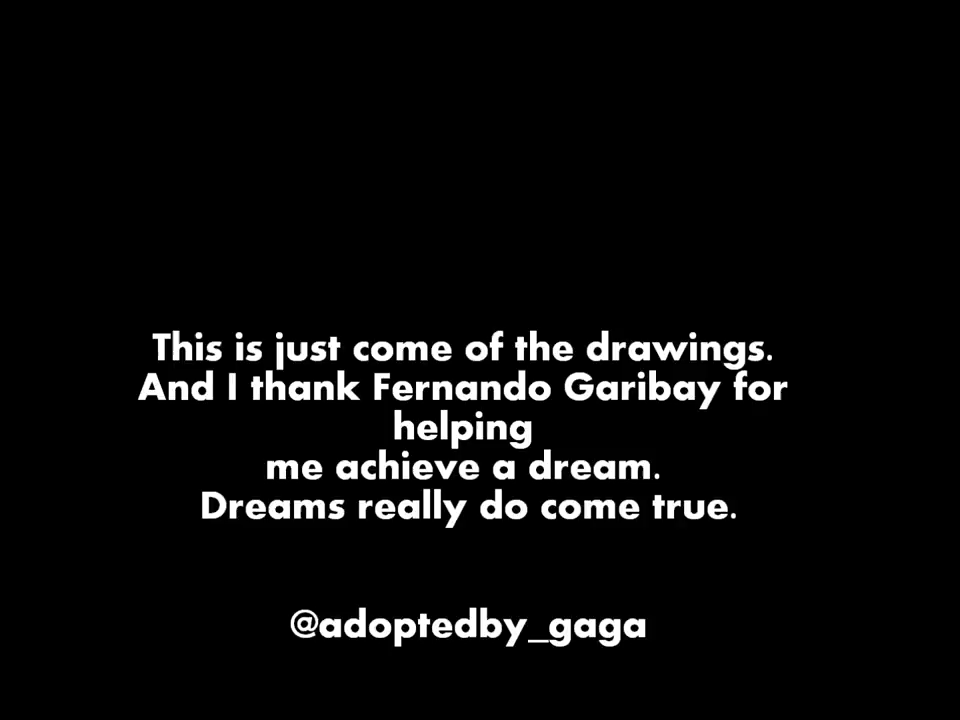 This is just come of the drawings.
And I thank Fernando Garibay for
helping
me achieve a dream.
Dreams really do come true.
@adoptedby_gaga